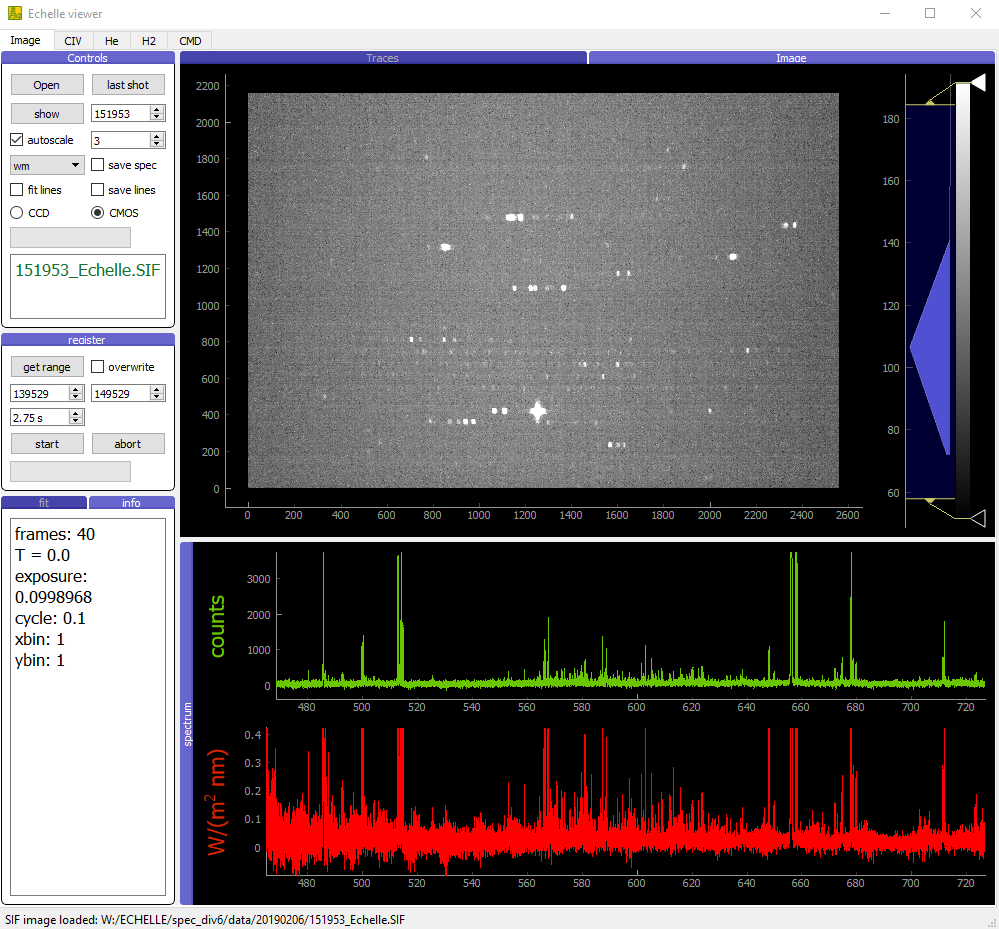 Echelle viewer
Image CIV He H2 CMD
Controls
Open last shot
show 151953
autoscale 3
wm save spec
fit lines save lines
CCD CMOS
151953_Echelle.SIF
register
get range overwrite
139529 149529
2.75 s
start abort
fit info
frames: 40
T = 0.0
exposure:
0.0998968
cycle: 0.1
xbin: 1
ybin: 1
Traces Image
2200
2000
1800
1600
1400
1200
1000
800
600
400
200
0
0 200 400 600 800 1000 1200 1400 1600 1800 2000 2200 2400 2600
180
160
140
120
100
80
60
spectrum
counts
3000
2000
1000
0
480 500 520 540 560 580 600 620 640 660 680 700 720
W/(m² nm)
0.4
0.3
0.2
0.1
0
480 500 520 540 560 580 600 620 640 660 680 700 720
SIF image loaded: W:/ECHELLE/spec_div6/data/20190206/151953_Echelle.SIF